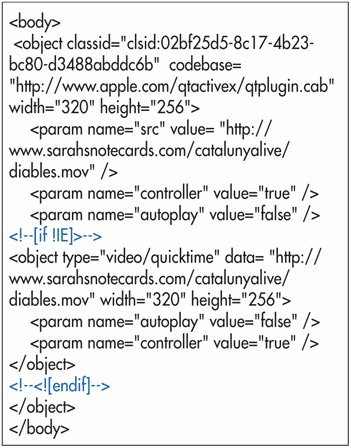 <body>
<object classid="clsid:02bf25d5-8c17-4b23-
bc80-d3488abddc6b" codebase=
"http://www.apple.com/qtactivex/qtplugin.cab"
width="320" height="256">
<param name="src" value= "http://
www.sarahsnotecards.com/catalunyalive/
diables.mov" />
<param name="controller" value="true" />
<param name="autoplay" value="false" />
<!--[if !IE]>-->
<object type="video/quicktime" data= "http://
www.sarahsnotecards.com/catalunyalive/
diables.mov" width="320" height="256">
<param name="autoplay" value="false" />
<param name="controller" value="true" />
</object>
<!--<![endif]-->
</object>
</body>